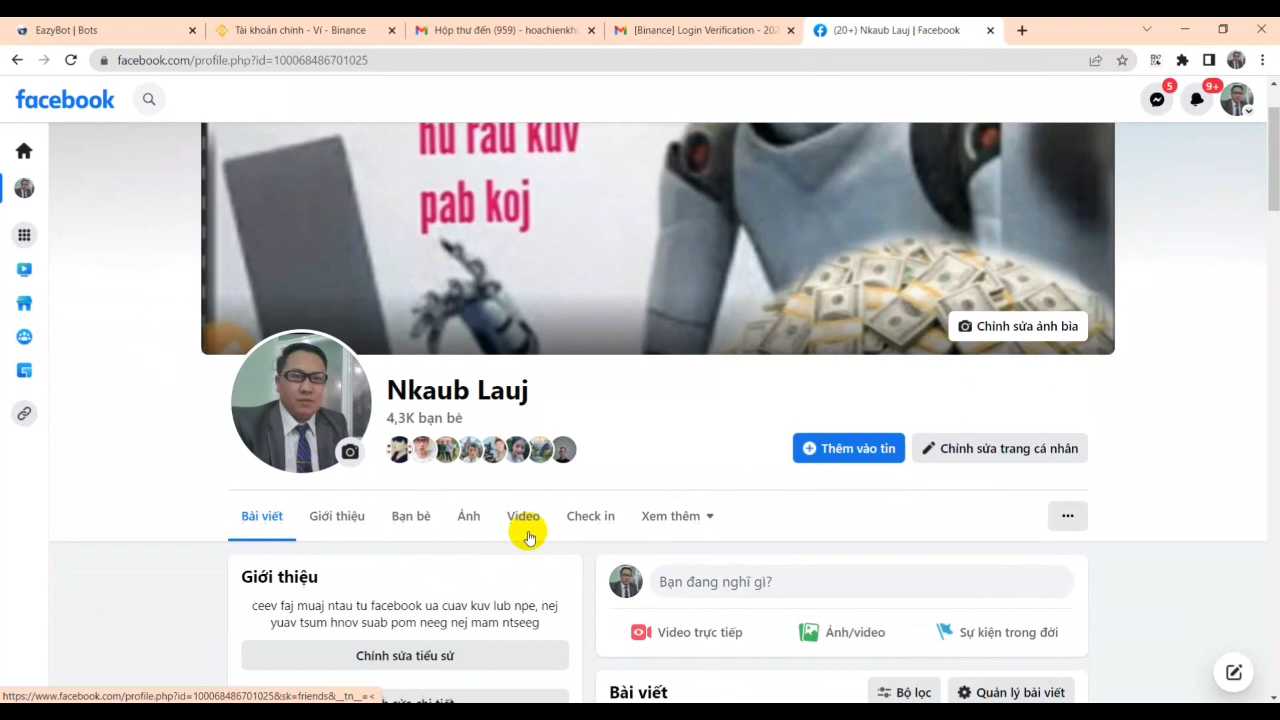 EazyBot | Bots
Tài khoản chính - Ví - Binance
Hộp thư đến (959) - hoachienkh
[Binance] Login Verification - 202
(20+) Nkaub Lauj | Facebook
facebook.com/profile.php?id=100068486701025
facebook
5
9+
hu rau kuv
pab koj
Chỉnh sửa ảnh bìa
Nkaub Lauj
4,3K bạn bè
Thêm vào tin
Chỉnh sửa trang cá nhân
Bài viết
Giới thiệu
Bạn bè
Ảnh
Video
Check in
Xem thêm
Giới thiệu
ceev faj muaj ntau tu facebook ua cuav kuv lub npe, nej
yuav tsum hnov suab pom neeg nej mam ntseeg
Chỉnh sửa tiểu sử
Bạn đang nghĩ gì?
Video trực tiếp
Ảnh/video
Sự kiện trong đời
Bài viết
Bộ lọc
Quản lý bài viết
https://www.facebook.com/profile.php?id=100068486701025&sk=friends&__tn__=<